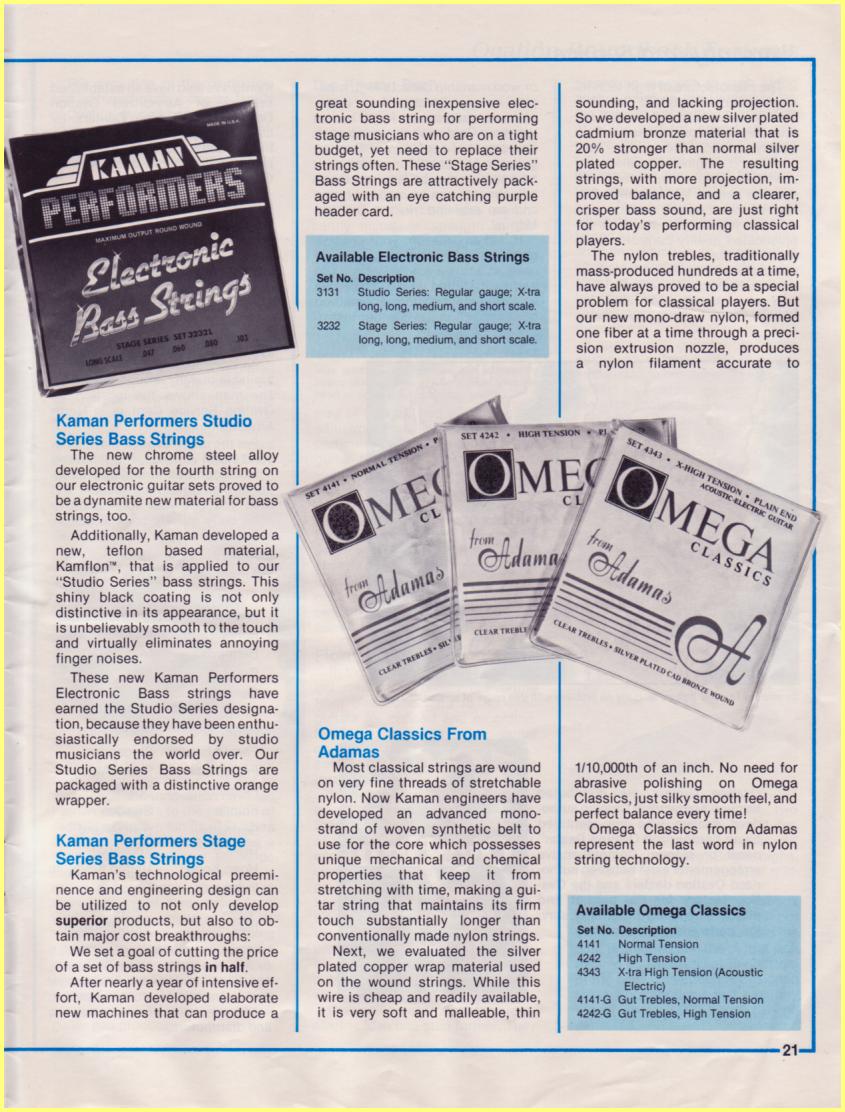 MADE IN U.S.A.
KAMAN
PERFORMERS
MAXIMUM OUTPUT ROUND WOUND
Electronic
Bass Strings
STAGE SERIES SET 3232L
LONG SCALE .047 .060 .080 .103
Kaman Performers Studio
Series Bass Strings
The new chrome steel alloy
developed for the fourth string on
our electronic guitar sets proved to
be a dynamite new material for bass
strings, too.
Additionally, Kaman developed a
new, teflon based material,
Kamflon™, that is applied to our
"Studio Series" bass strings. This
shiny black coating is not only
distinctive in its appearance, but it
is unbelievably smooth to the touch
and virtually eliminates annoying
finger noises.
These new Kaman Performers
Electronic Bass strings have
earned the Studio Series designa-
tion, because they have been enthu-
siastically endorsed by studio
musicians the world over. Our
Studio Series Bass Strings are
packaged with a distinctive orange
wrapper.
Kaman Performers Stage
Series Bass Strings
Kaman's technological preemi-
nence and engineering design can
be utilized to not only develop
superior products, but also to ob-
tain major cost breakthroughs:
We set a goal of cutting the price
of a set of bass strings in half.
After nearly a year of intensive ef-
fort, Kaman developed elaborate
new machines that can produce a
great sounding inexpensive elec-
tronic bass string for performing
stage musicians who are on a tight
budget, yet need to replace their
strings often. These "Stage Series"
Bass Strings are attractively pack-
aged with an eye catching purple
header card.
Available Electronic Bass Strings
Set No. Description
3131 Studio Series: Regular gauge; X-tra
long, long, medium, and short scale.
3232 Stage Series: Regular gauge; X-tra
long, long, medium, and short scale.
SET 4141 • NORMAL TENSION • P
OMEG
CL
from Adamas
CLEAR TREBLES • SILV
SET 4242 • HIGH TENSION • PL
OMEG
CL
from Adamas
CLEAR TREBLE
SET 4343 • X-HIGH TENSION • PLAIN END
ACOUSTIC-ELECTRIC GUITAR
OMEGA
CLASSICS
from Adamas
A
CLEAR TREBLES • SILVER PLATED CAD BRONZE WOUND
Omega Classics From
Adamas
Most classical strings are wound
on very fine threads of stretchable
nylon. Now Kaman engineers have
developed an advanced mono-
strand of woven synthetic belt to
use for the core which possesses
unique mechanical and chemical
properties that keep it from
stretching with time, making a gui-
tar string that maintains its firm
touch substantially longer than
conventionally made nylon strings.
Next, we evaluated the silver
plated copper wrap material used
on the wound strings. While this
wire is cheap and readily available,
it is very soft and malleable, thin
sounding, and lacking projection.
So we developed a new silver plated
cadmium bronze material that is
20% stronger than normal silver
plated copper. The resulting
strings, with more projection, im-
proved balance, and a clearer,
crisper bass sound, are just right
for today's performing classical
players.
The nylon trebles, traditionally
mass-produced hundreds at a time,
have always proved to be a special
problem for classical players. But
our new mono-draw nylon, formed
one fiber at a time through a preci-
sion extrusion nozzle, produces
a nylon filament accurate to
1/10,000th of an inch. No need for
abrasive polishing on Omega
Classics, just silky smooth feel, and
perfect balance every time!
Omega Classics from Adamas
represent the last word in nylon
string technology.
Available Omega Classics
Set No. Description
4141 Normal Tension
4242 High Tension
4343 X-tra High Tension (Acoustic
Electric)
4141-G Gut Trebles, Normal Tension
4242-G Gut Trebles, High Tension
21